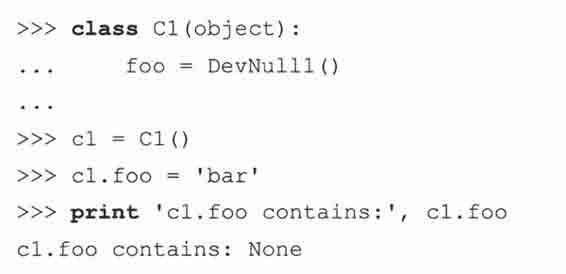 >>> class C1(object):
...     foo = DevNull1()
...
>>> c1 = C1()
>>> c1.foo = 'bar'
>>> print 'c1.foo contains:', c1.foo
c1.foo contains: None